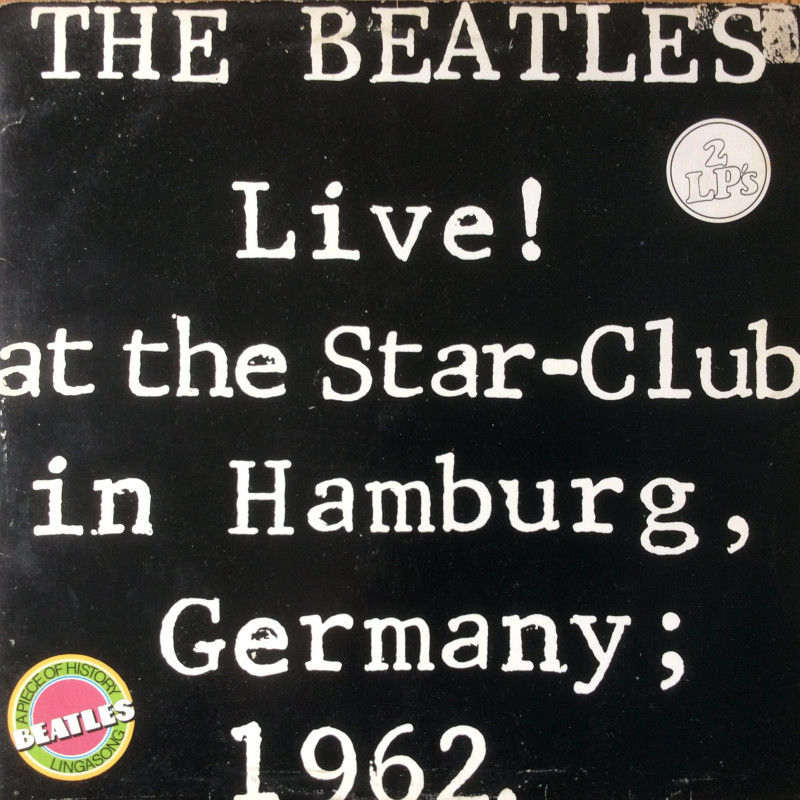 THE BEATLES
2
LP's
Live!
at the Star-Club
in Hamburg,
Germany;
A PIECE OF HISTORY
BEATLES
LINGASONG
1962.